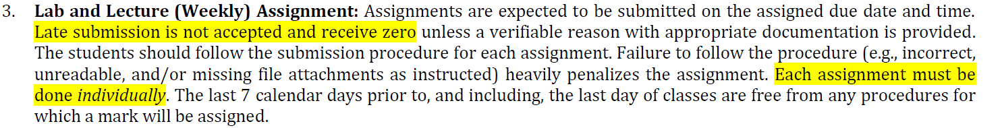 3. Lab and Lecture (Weekly) Assignment: Assignments are expected to be submitted on the assigned due date and time.
Late submission is not accepted and receive zero unless a verifiable reason with appropriate documentation is provided.
The students should follow the submission procedure for each assignment. Failure to follow the procedure (e.g., incorrect,
unreadable, and/or missing file attachments as instructed) heavily penalizes the assignment. Each assignment must be
done individually. The last 7 calendar days prior to, and including, the last day of classes are free from any procedures for
which a mark will be assigned.